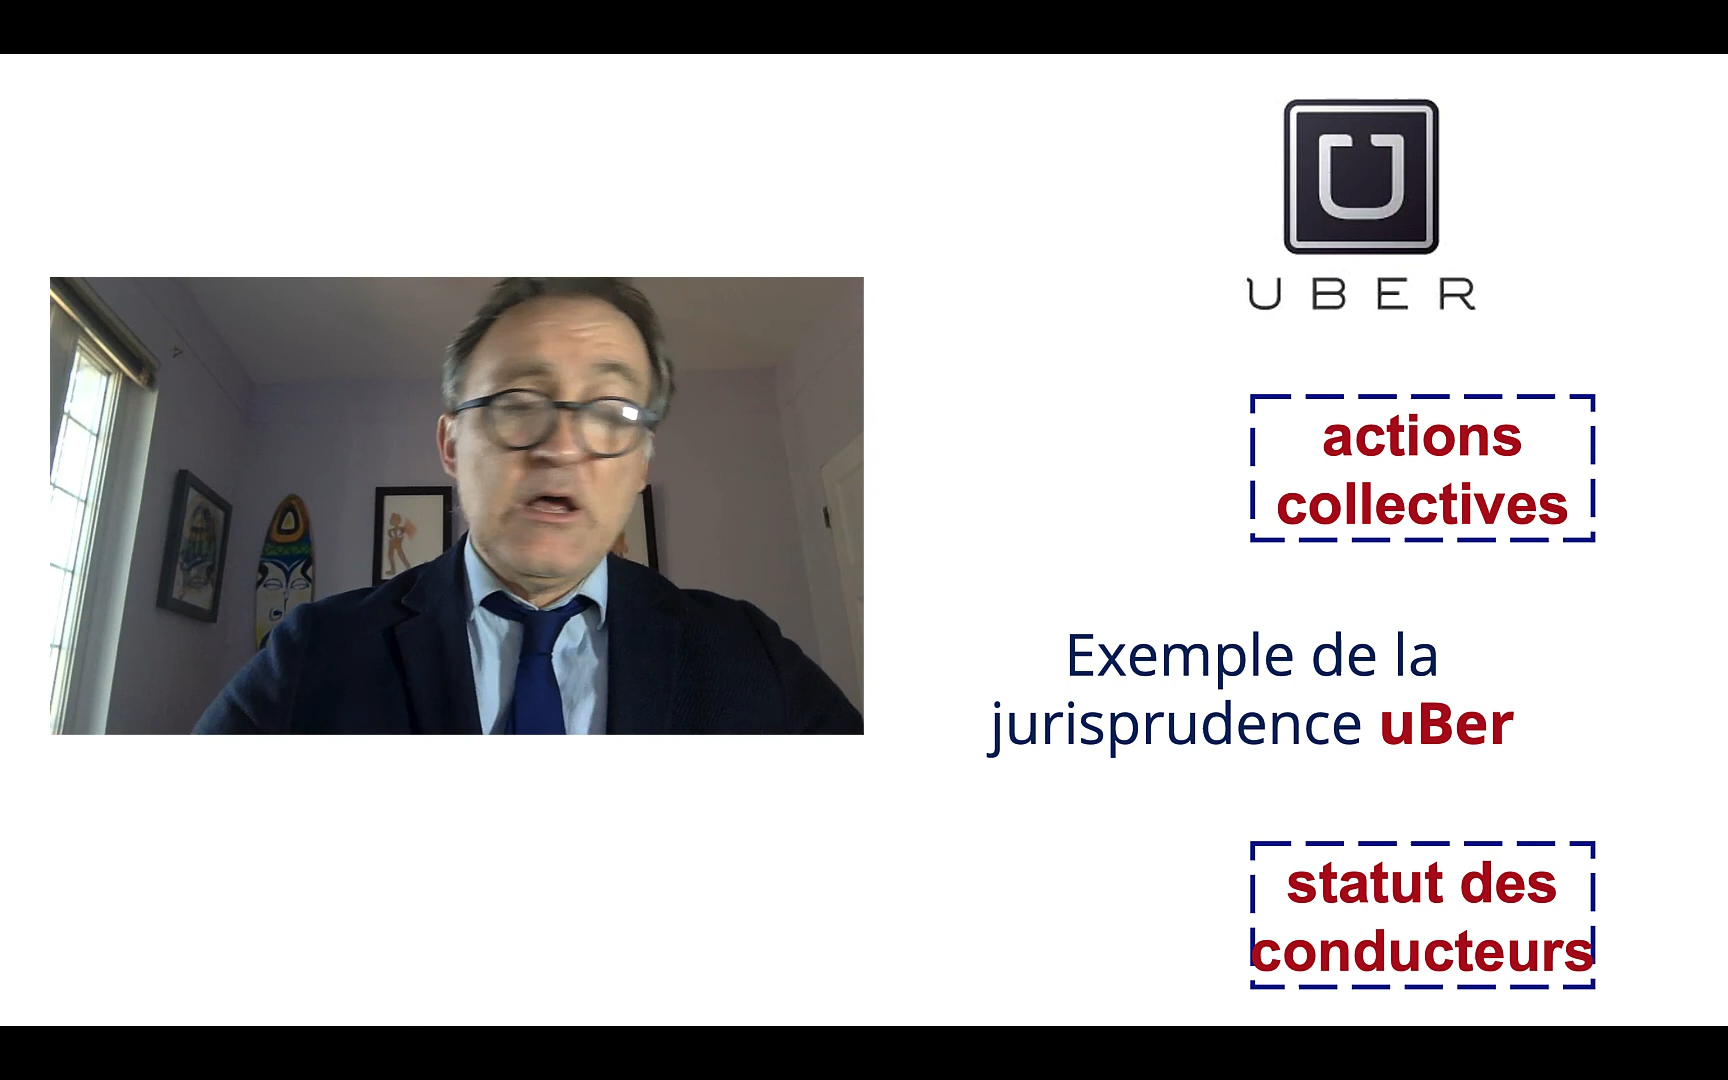 U
UBER
actions
collectives
Exemple de la
jurisprudence uBer
statut des
conducteurs